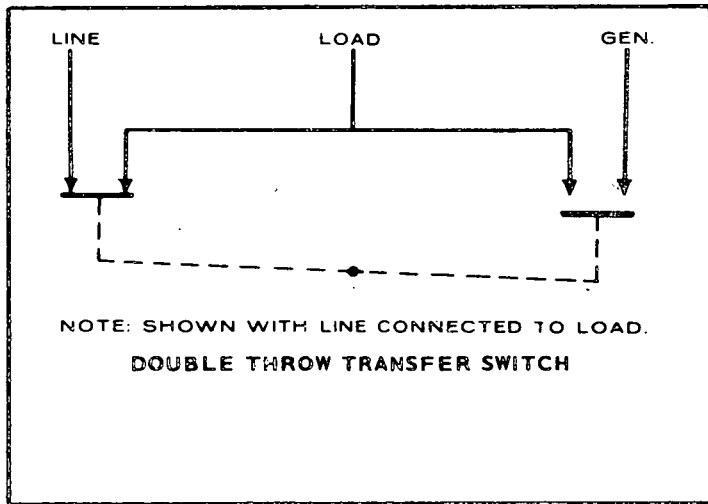 LINE LOAD GEN.
NOTE: SHOWN WITH LINE CONNECTED TO LOAD.
DOUBLE THROW TRANSFER SWITCH